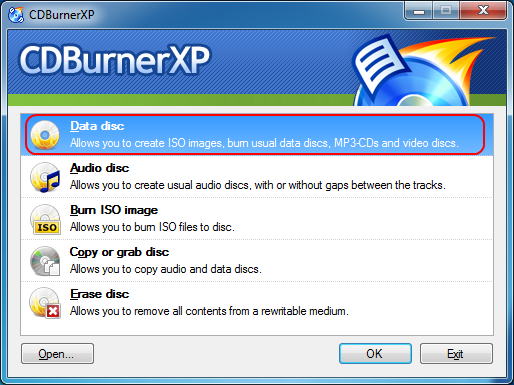 CDBurnerXP
CDBurnerXP
Data disc
Allows you to create ISO images, burn usual data discs, MP3-CDs and video discs.
Audio disc
Allows you to create usual audio discs, with or without gaps between the tracks.
Burn ISO image
ISO
Allows you to burn ISO files to disc.
Copy or grab disc
Allows you to copy audio and data discs.
Erase disc
Allows you to remove all contents from a rewritable medium.
Open... OK Exit